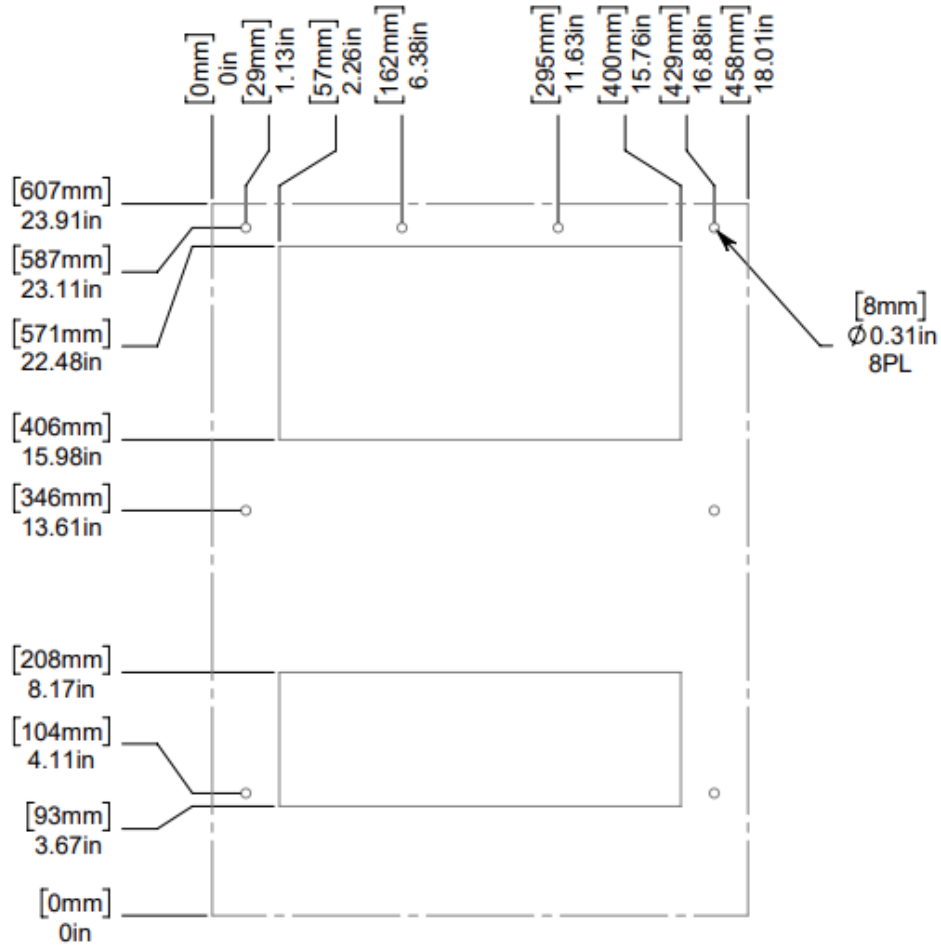 [0mm]
0in
[29mm]
1.13in
[57mm]
2.26in
[162mm]
6.38in
[295mm]
11.63in
[400mm]
15.76in
[429mm]
16.88in
[458mm]
18.01in
[607mm]
23.91in
[587mm]
23.11in
[571mm]
22.48in
[8mm]
Ø0.31in
8PL
[406mm]
15.98in
[346mm]
13.61in
[208mm]
8.17in
[104mm]
4.11in
[93mm]
3.67in
[0mm]
0in